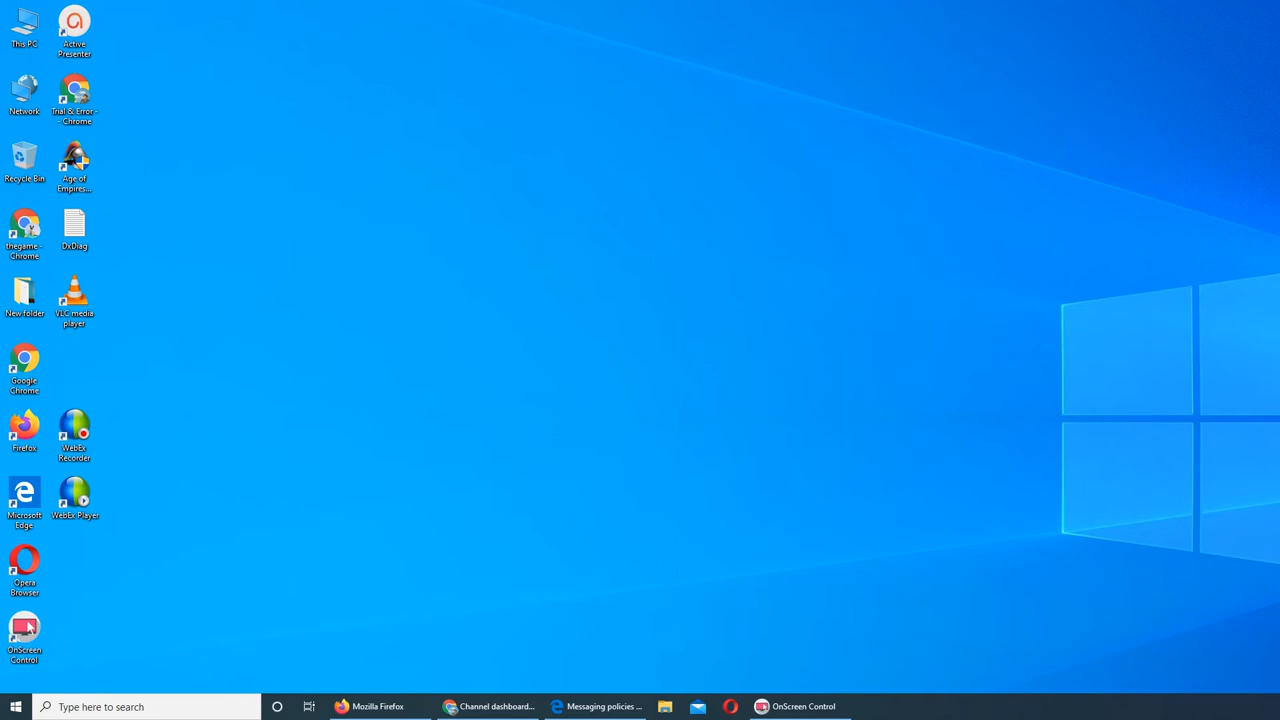 This PC
Active
Presenter
Network
Trial & Error -
- Chrome
Recycle Bin
Age of
Empires...
thegame -
Chrome
DxDiag
New folder
VLC media
player
Google
Chrome
Firefox
WebEx
Recorder
Microsoft
Edge
WebEx Player
Opera
Browser
OnScreen
Control
Type here to search
Mozilla Firefox
Channel dashboard...
Messaging policies ...
OnScreen Control